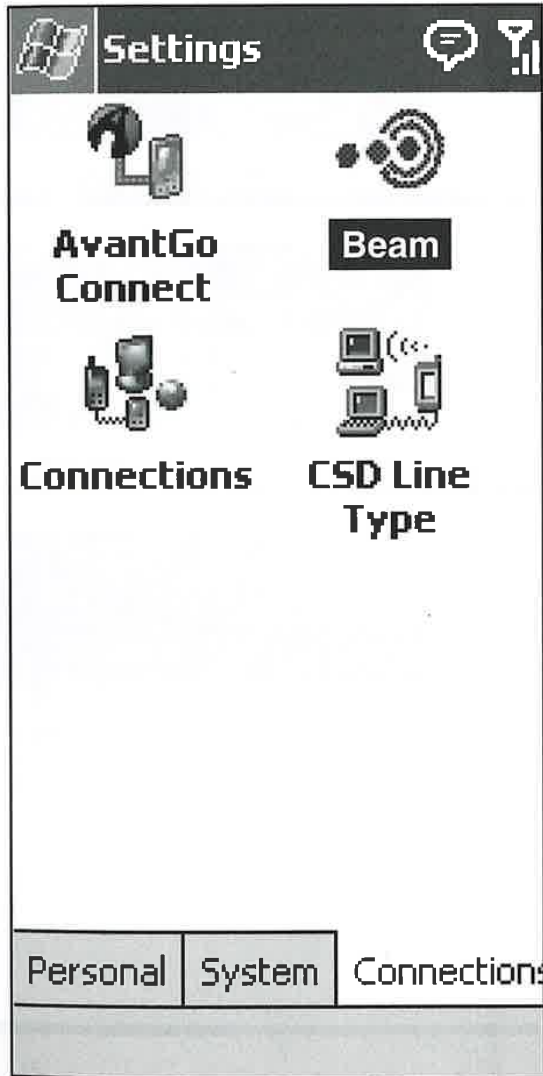 Settings
AvantGo
Connect
Beam
Connections
CSD Line
Type
Personal System Connections